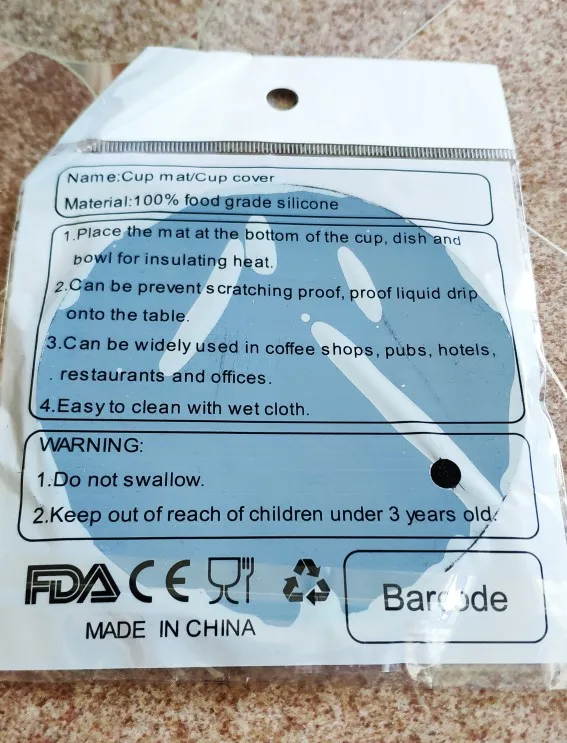 Name:Cup mat/Cup cover
Material:100% food grade silicone
1.Place the mat at the bottom of the cup, dish and
bowl for insulating heat.
2.Can be prevent scratching proof, proof liquid drip
onto the table.
3.Can be widely used in coffee shops, pubs, hotels,
restaurants and offices.
4.Easy to clean with wet cloth.
WARNING:
1.Do not swallow.
2.Keep out of reach of children under 3 years old.
FDA CE
MADE IN CHINA
Barcode